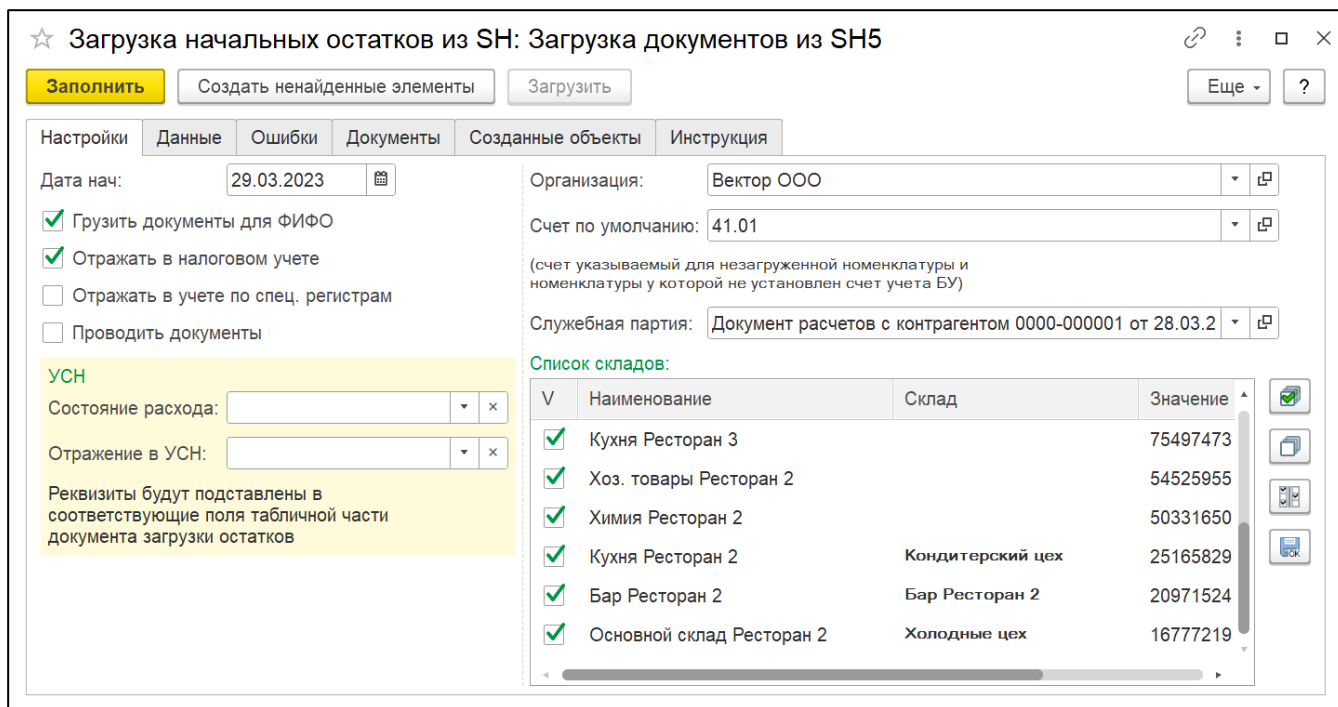 Загрузка начальных остатков из SH: Загрузка документов из SH5
Заполнить Создать ненайденные элементы Загрузить Еще ?
Настройки Данные Ошибки Документы Созданные объекты Инструкция
Дата нач: 29.03.2023
Грузить документы для ФИФО
Отражать в налоговом учете
Отражать в учете по спец. регистрам
Проводить документы
УСН
Состояние расхода:
Отражение в УСН:
Реквизиты будут подставлены в
соответствующие поля табличной части
документа загрузки остатков
Организация: Вектор ООО
Счет по умолчанию: 41.01
(счет указываемый для незагруженной номенклатуры и
номенклатуры у которой не установлен счет учета БУ)
Служебная партия: Документ расчетов с контрагентом 0000-000001 от 28.03.2
Список складов:
V Наименование Склад Значение
Кухня Ресторан 3 75497473
Хоз. товары Ресторан 2 54525955
Химия Ресторан 2 50331650
Кухня Ресторан 2 Кондитерский цех 25165829
Бар Ресторан 2 Бар Ресторан 2 20971524
Основной склад Ресторан 2 Холодные цех 16777219